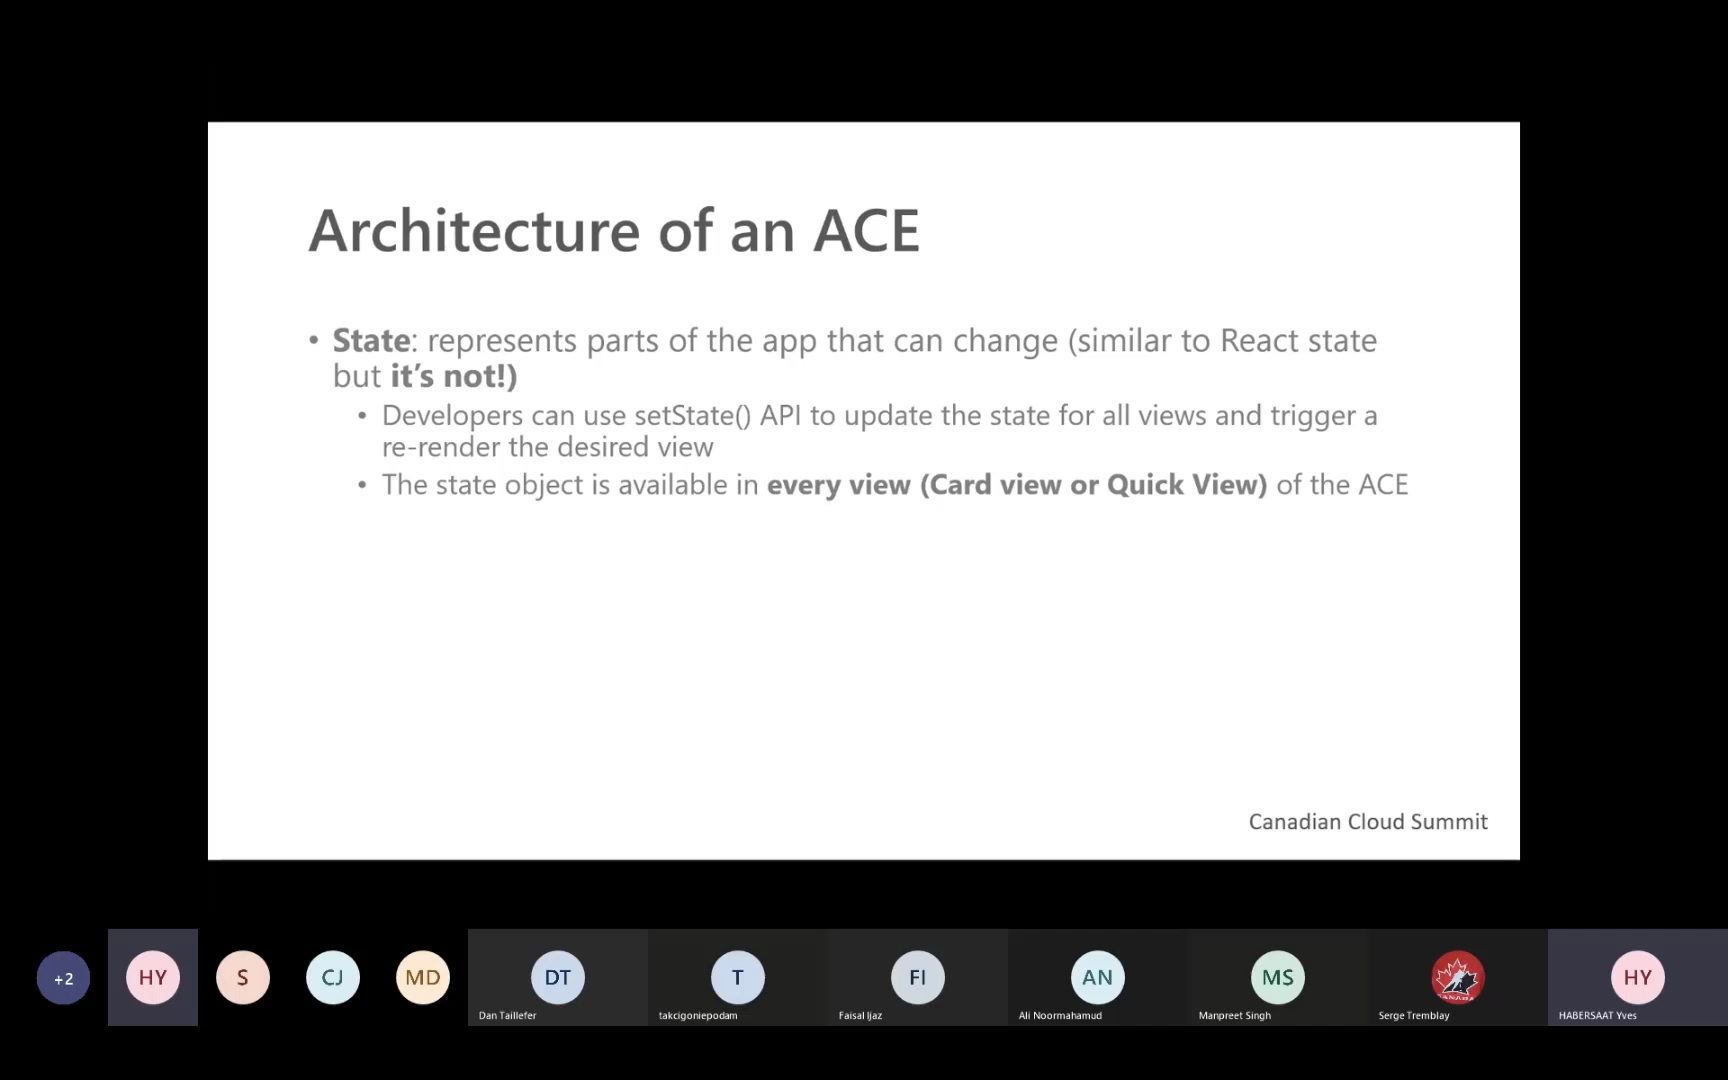 Architecture of an ACE
• State: represents parts of the app that can change (similar to React state
but it's not!)
• Developers can use setState() API to update the state for all views and trigger a
re-render the desired view
• The state object is available in every view (Card view or Quick View) of the ACE
Canadian Cloud Summit
+2
HY
S
CJ
MD
DT
T
FI
AN
MS
CANADA
HY
Dan Taillefer
takcigoniepodam
Faisal Ijaz
Ali Noormahamud
Manpreet Singh
Serge Tremblay
HABERSAAT Yves